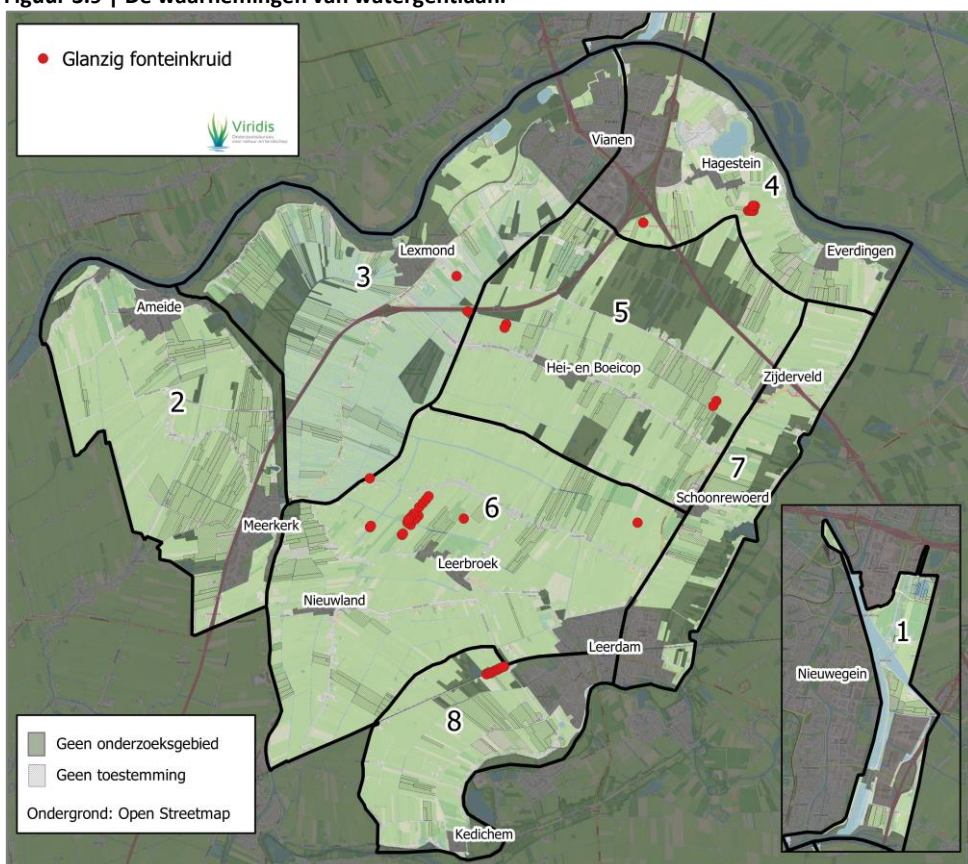 Figuur 3.9 | De waarnemingen van watergentiaan.
Glanzig fonteinkruid
Viridis
Vianen
Hagestein
4
Everdingen
Lexmond
3
Ameide
5
Hei- en Boeicop
Zijderveld
2
7
Schoonrewoerd
6
Meerkerk
Leerbroek
Nieuwland
Leerdam
1
Nieuwegein
8
Kedichem
Geen onderzoeksgebied
Geen toestemming
Ondergrond: Open Streetmap